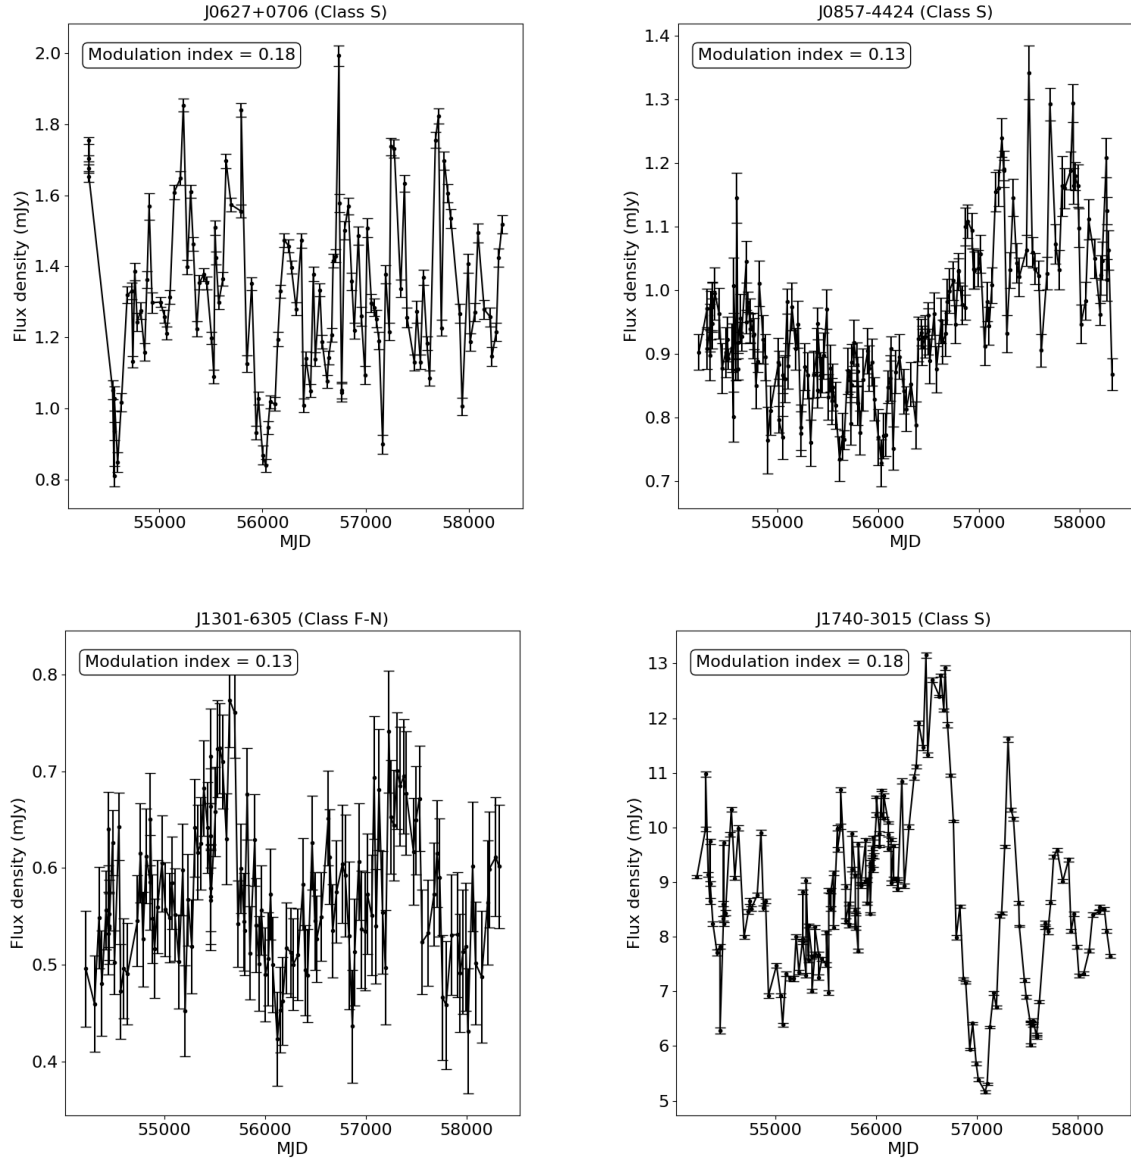 J0627+0706 (Class S)
Modulation index = 0.18
Flux density (mJy)
2.0
1.8
1.6
1.4
1.2
1.0
0.8
55000 56000 57000 58000
MJD
J0857-4424 (Class S)
Modulation index = 0.13
Flux density (mJy)
1.4
1.3
1.2
1.1
1.0
0.9
0.8
0.7
55000 56000 57000 58000
MJD
J1301-6305 (Class F-N)
Modulation index = 0.13
Flux density (mJy)
0.8
0.7
0.6
0.5
0.4
55000 56000 57000 58000
MJD
J1740-3015 (Class S)
Modulation index = 0.18
Flux density (mJy)
13
12
11
10
9
8
7
6
5
55000 56000 57000 58000
MJD